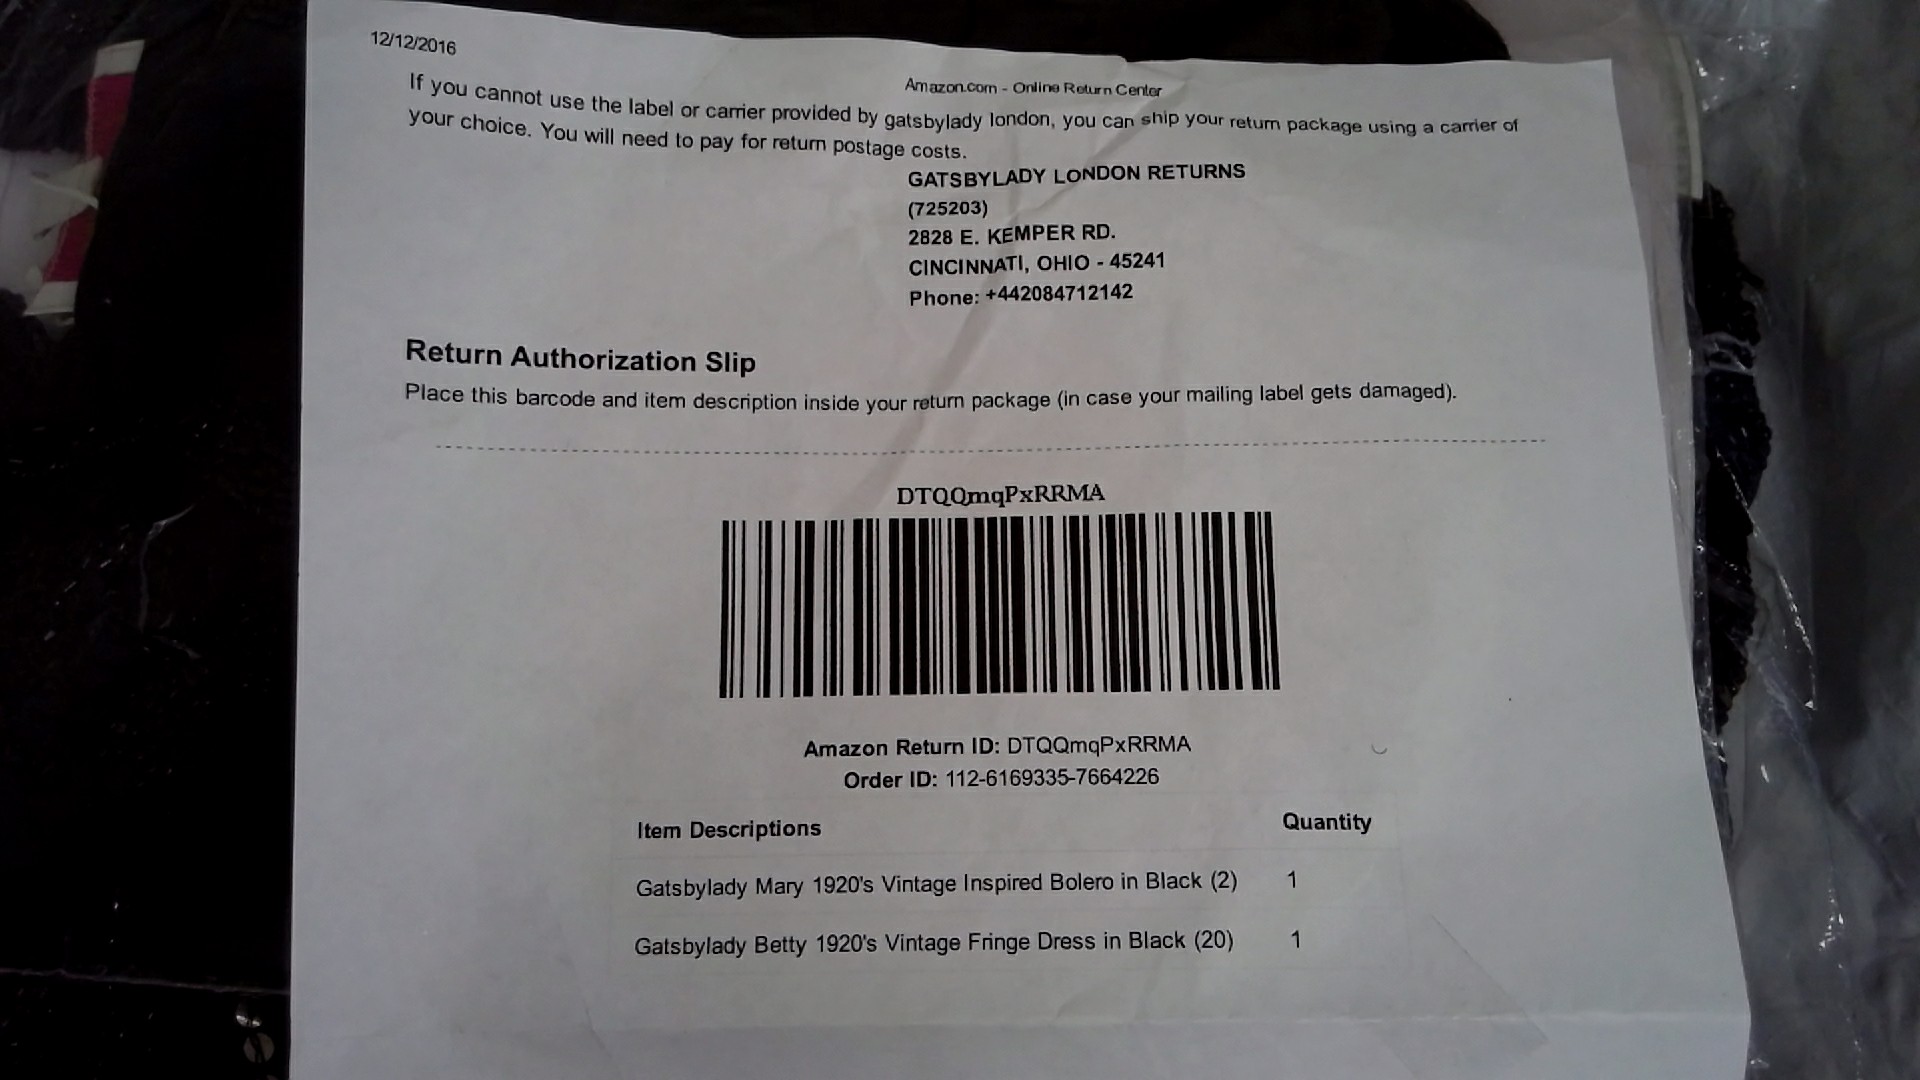 12/12/2016
Amazon.com - Online Return Center
If you cannot use the label or carrier provided by gatsbylady london, you can ship your return package using a carrier of
your choice. You will need to pay for return postage costs.
GATSBYLADY LONDON RETURNS
(725203)
2828 E. KEMPER RD.
CINCINNATI, OHIO - 45241
Phone: +442084712142
Return Authorization Slip
Place this barcode and item description inside your return package (in case your mailing label gets damaged).
DTQQmqPxRRMA
Amazon Return ID: DTQQmqPxRRMA
Order ID: 112-6169335-7664226
Item Descriptions Quantity
Gatsbylady Mary 1920's Vintage Inspired Bolero in Black (2) 1
Gatsbylady Betty 1920's Vintage Fringe Dress in Black (20) 1